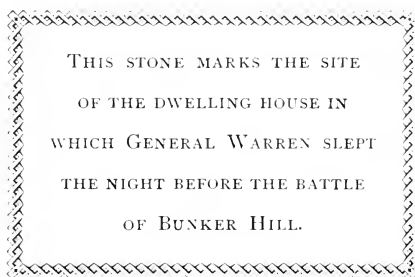 This stone marks the site
of the dwelling house in
which General Warren slept
the night before the battle
of Bunker Hill.